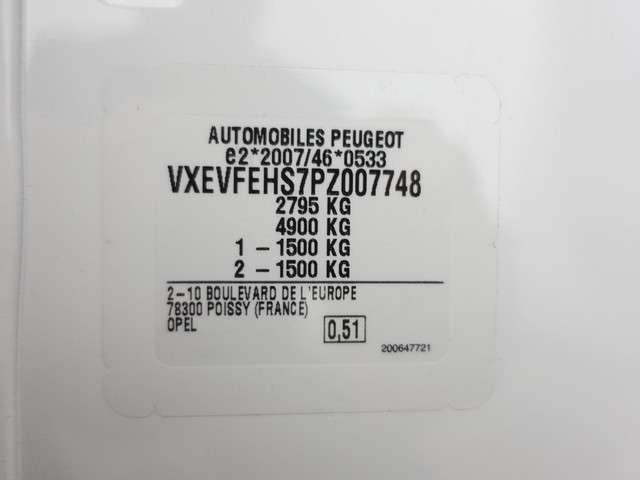 AUTOMOBILES PEUGEOT
e2*2007/46*0533
VXEVFEHS7PZ007748
2795 KG
4900 KG
1 - 1500 KG
2 - 1500 KG
2-10 BOULEVARD DE L'EUROPE
78300 POISSY (FRANCE)
OPEL
0,51
200647721